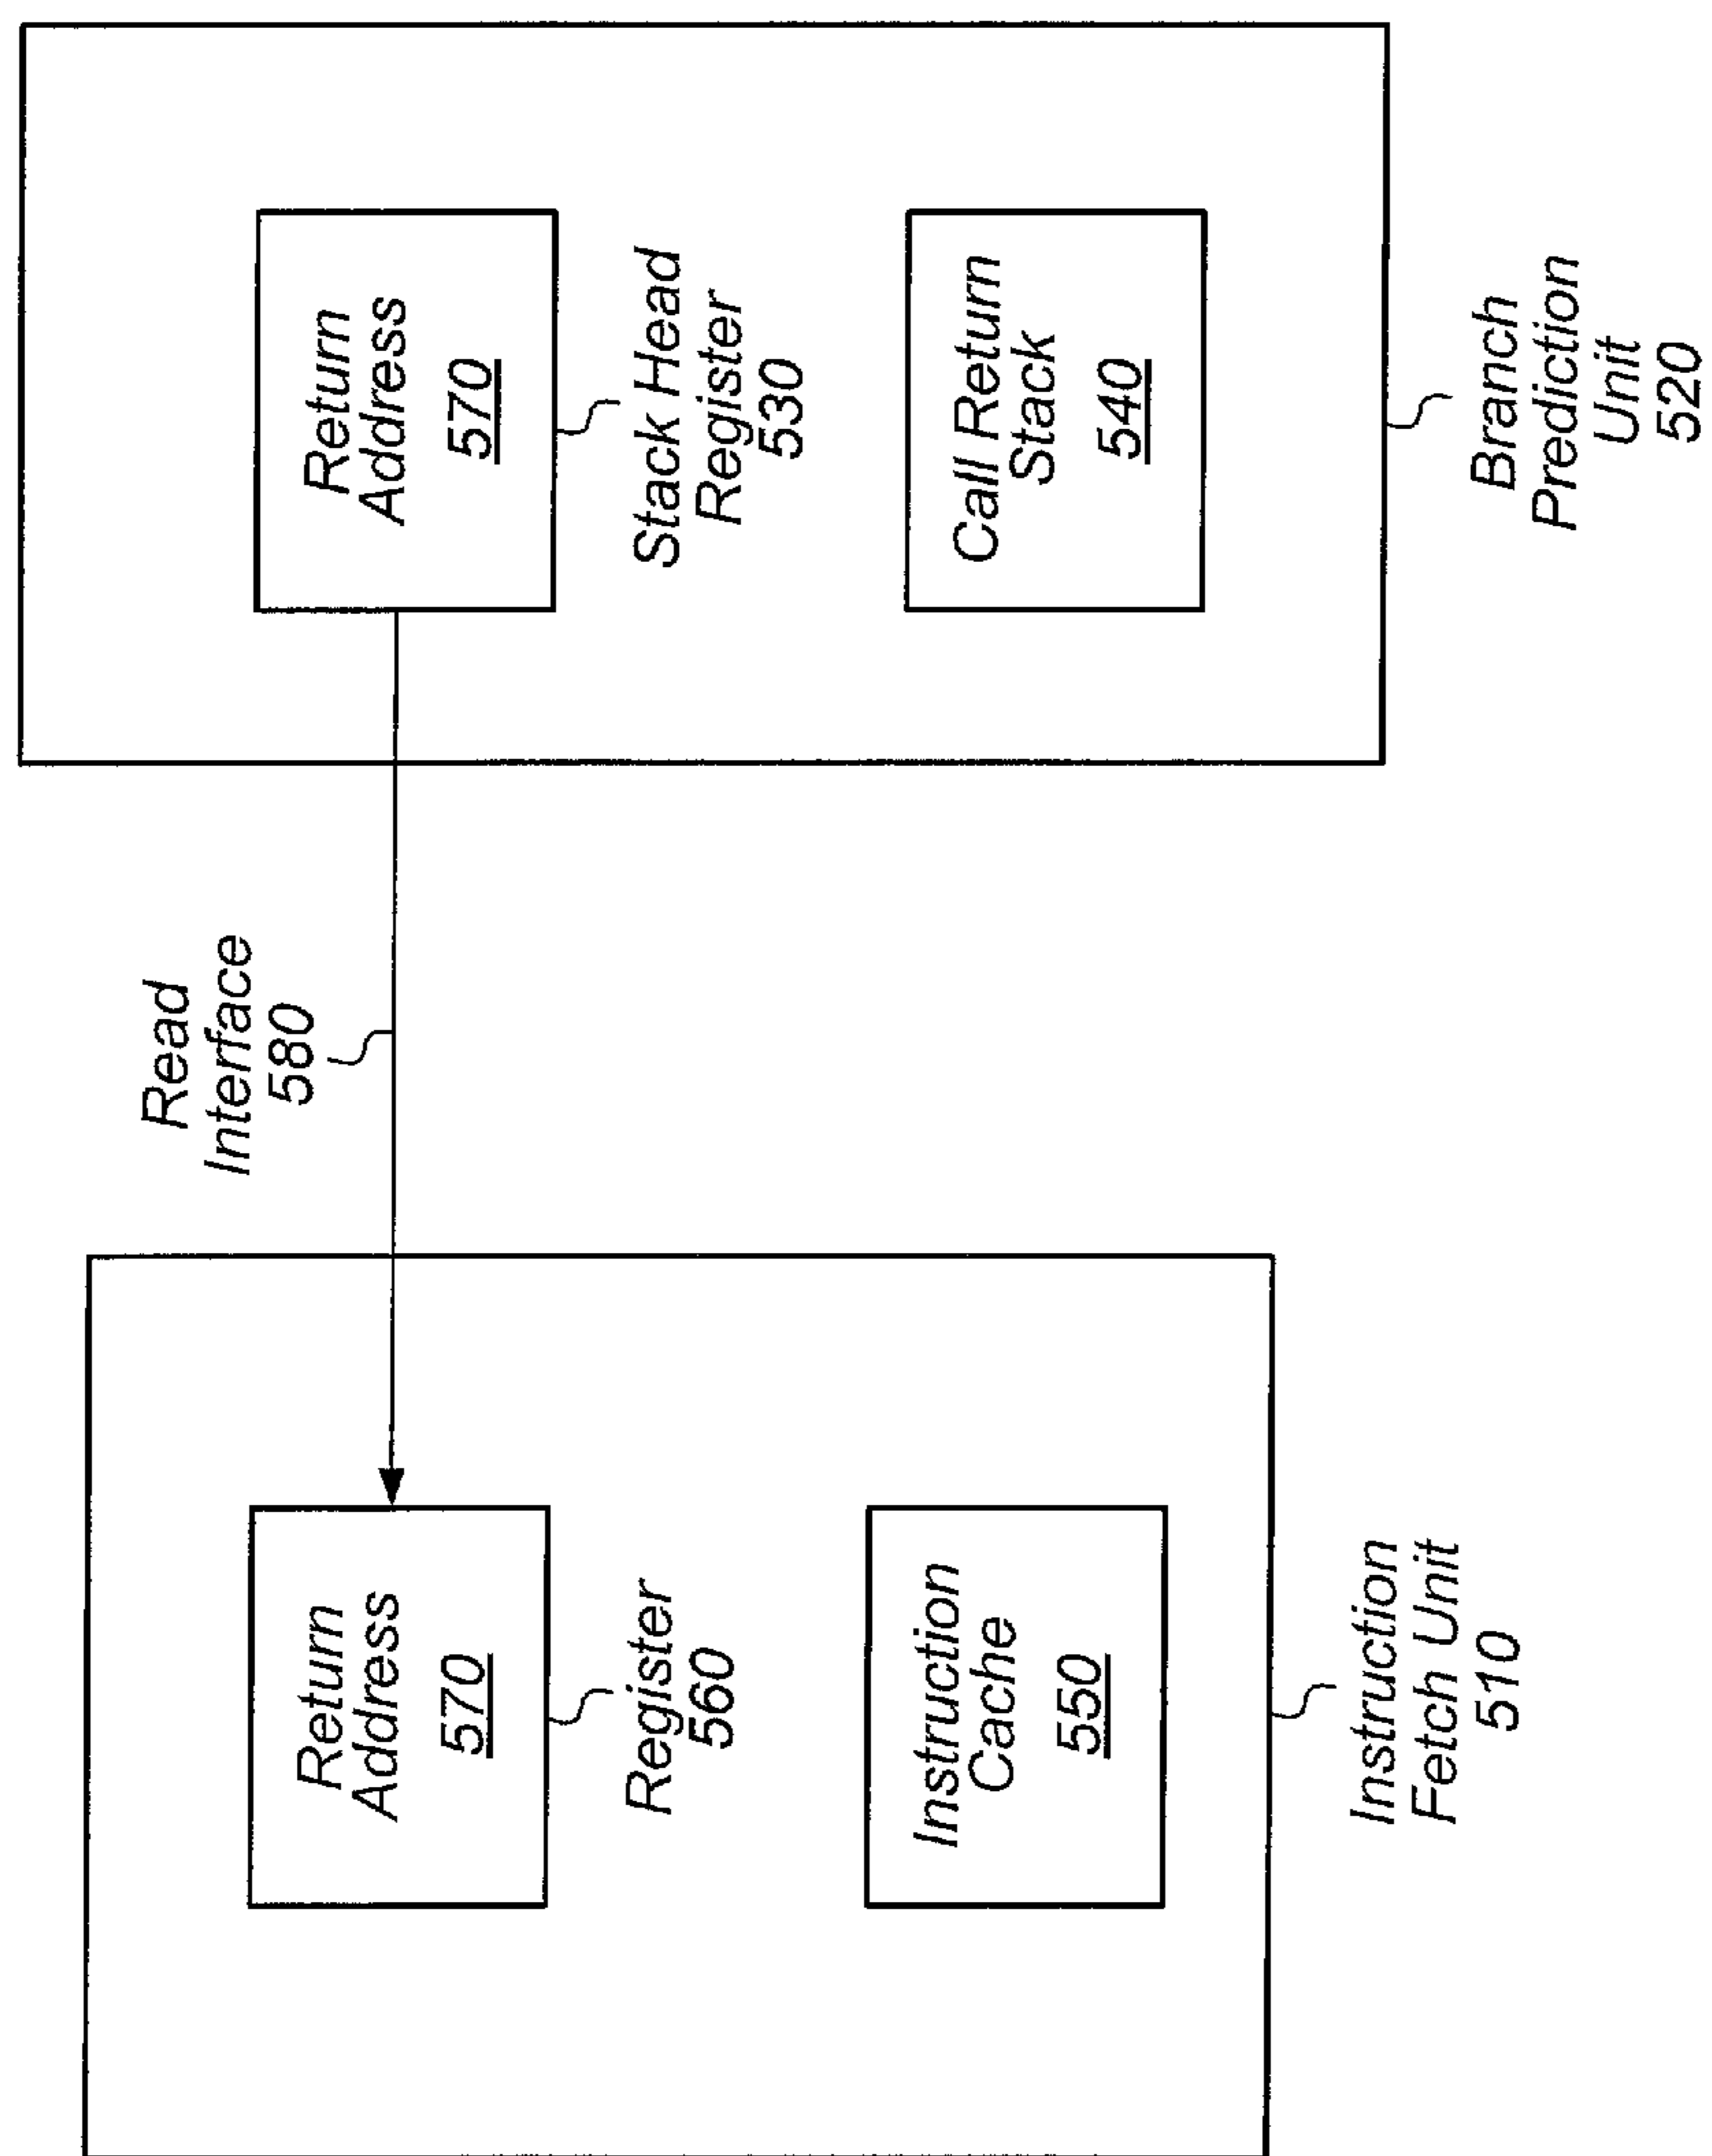 Read
Interface
580
Return
Address
570
Register
560
Instruction
Cache
550
Instruction
Fetch Unit
510
Return
Address
570
Stack Head
Register
530
Call Return
Stack
540
Branch
Prediction
Unit
520